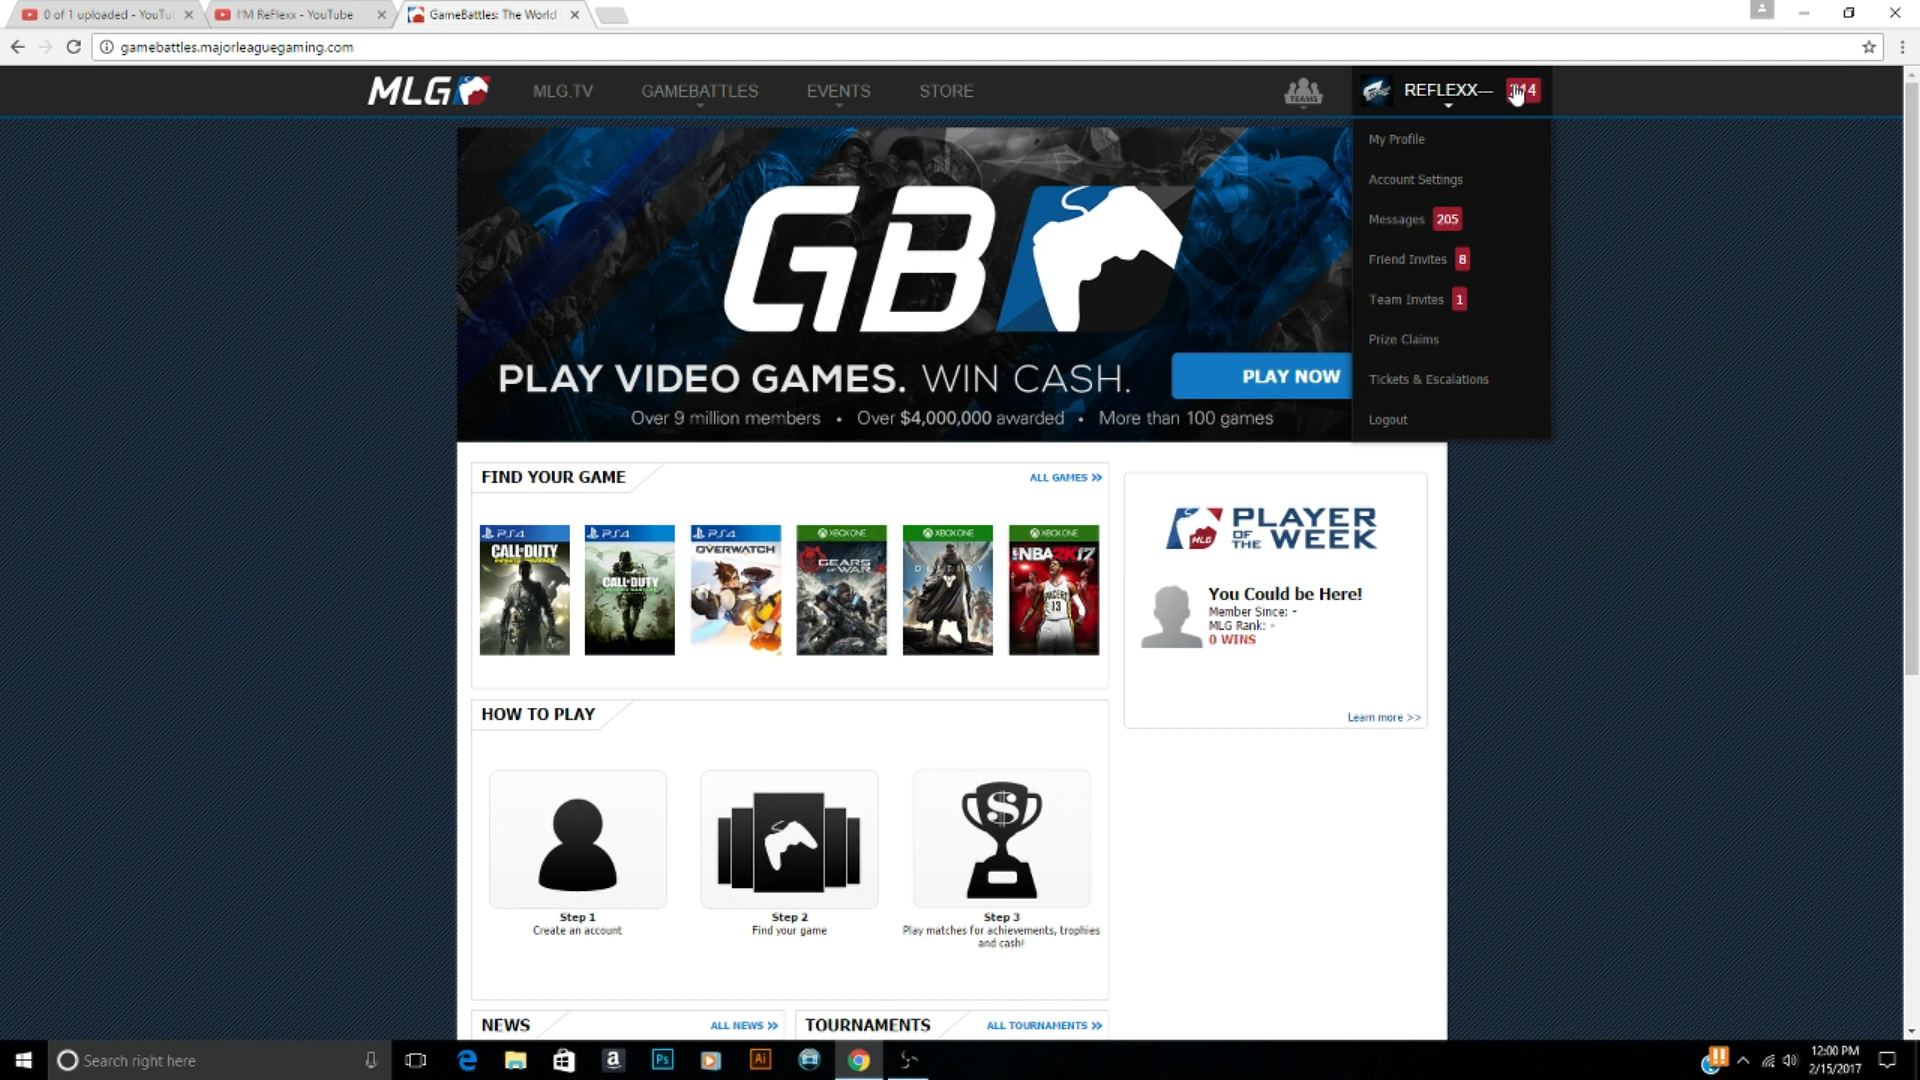 0 of 1 uploaded - YouTu
I'M ReFlexx - YouTube
GameBattles: The World
gamebattles.majorleaguegaming.com
MLG
MLG.TV
GAMEBATTLES
EVENTS
STORE
TEAMS
REFLEXX---
My Profile
Account Settings
Messages 205
Friend Invites 8
Team Invites 1
Prize Claims
Tickets & Escalations
Logout
GB
PLAY VIDEO GAMES. WIN CASH.
PLAY NOW
Over 9 million members • Over $4,000,000 awarded • More than 100 games
FIND YOUR GAME
ALL GAMES >>
PS4
CALL OF DUTY
PS4
CALL OF DUTY
PS4
OVERWATCH
XBOX ONE
GEARS
OF WAR
XBOX ONE
DESTINY
XBOX ONE
NBA 2K17
PACERS
13
MLG
PLAYER
OF THE WEEK
You Could be Here!
Member Since: -
MLG Rank: -
0 WINS
Learn more >>
HOW TO PLAY
Step 1
Create an account
Step 2
Find your game
Step 3
Play matches for achievements, trophies
and cash!
NEWS
ALL NEWS >>
TOURNAMENTS
ALL TOURNAMENTS >>
Search right here
a
Ps
Ai
12:00 PM
2/15/2017